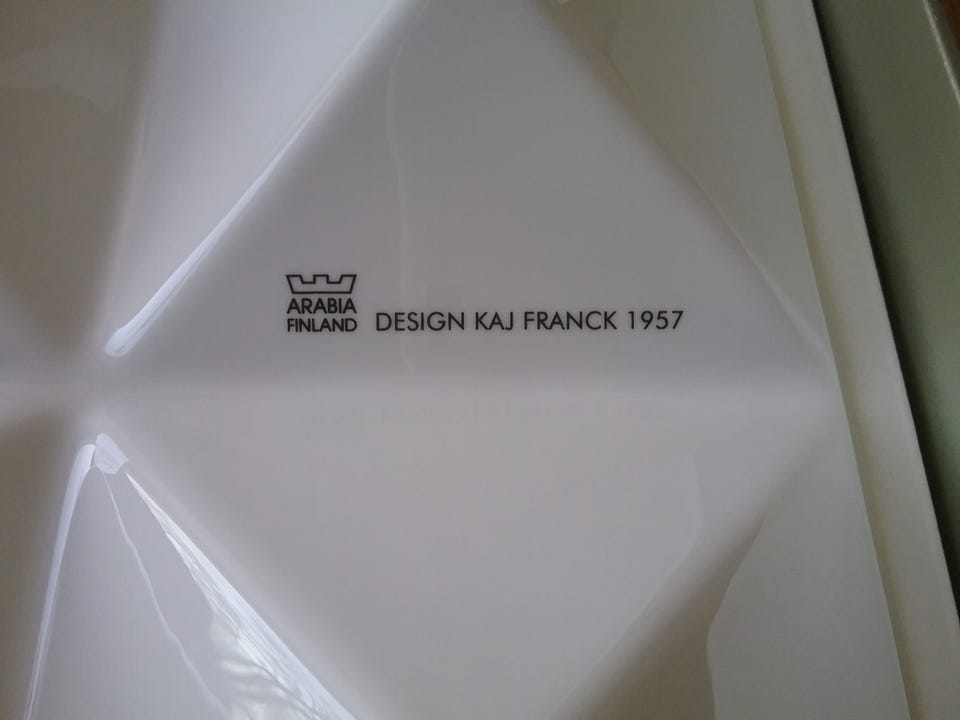 ARABIA
FINLAND
DESIGN KAJ FRANCK 1957